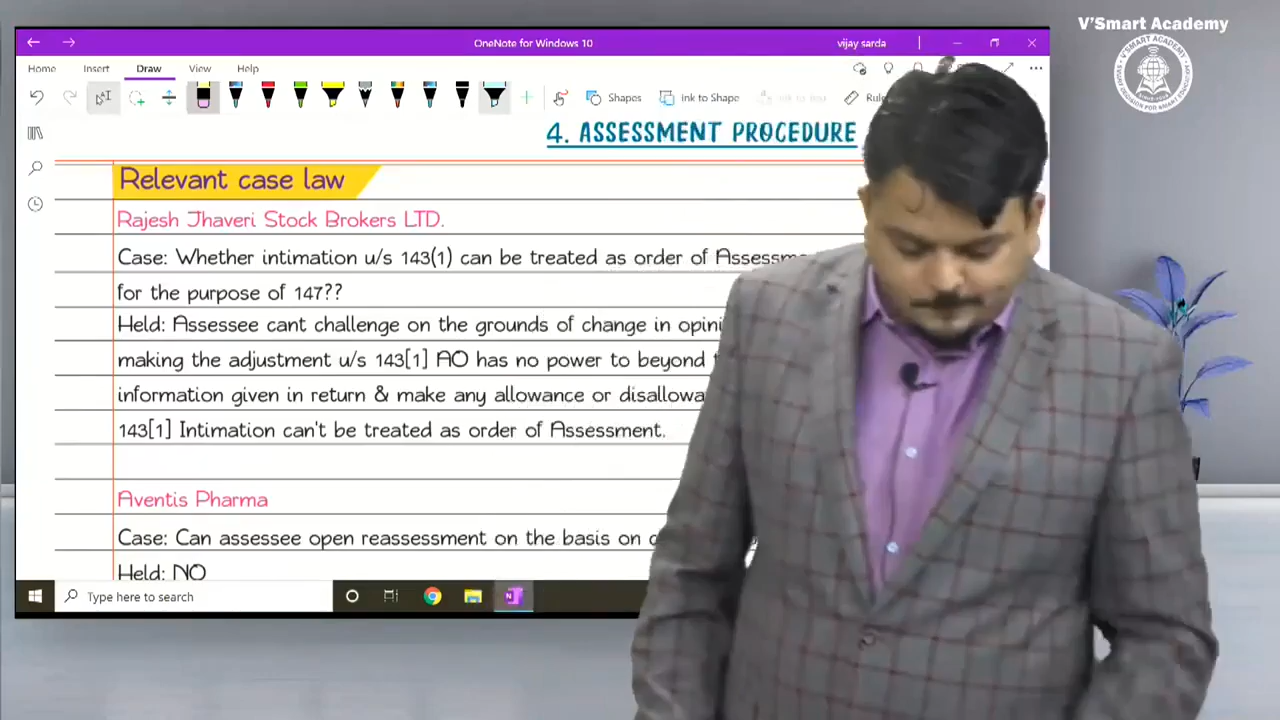 V'Smart Academy
OneNote for Windows 10
vijay sarda
Home Insert Draw View Help
Shapes Ink to Shape Ink to Text
4. ASSESSMENT PROCEDURE
Relevant case law
Rajesh Jhaveri Stock Brokers LTD.
Case: Whether intimation u/s 143(1) can be treated as order of
for the purpose of 147??
Held: Assessee cant challenge on the grounds of change in
making the adjustment u/s 143[1] AO has no power to beyond
information given in return & make any allowance or
143[1] Intimation can't be treated as order of Assessment.
Aventis Pharma
Case: Can assessee open reassessment on the basis on
Held: NO
Type here to search